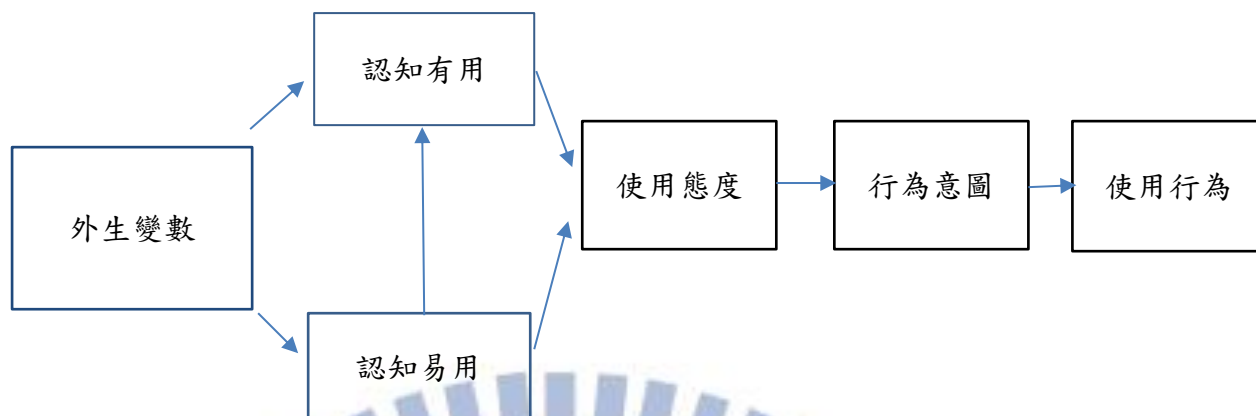 認知有用
使用態度
行為意圖
使用行為
外生變數
認知易用